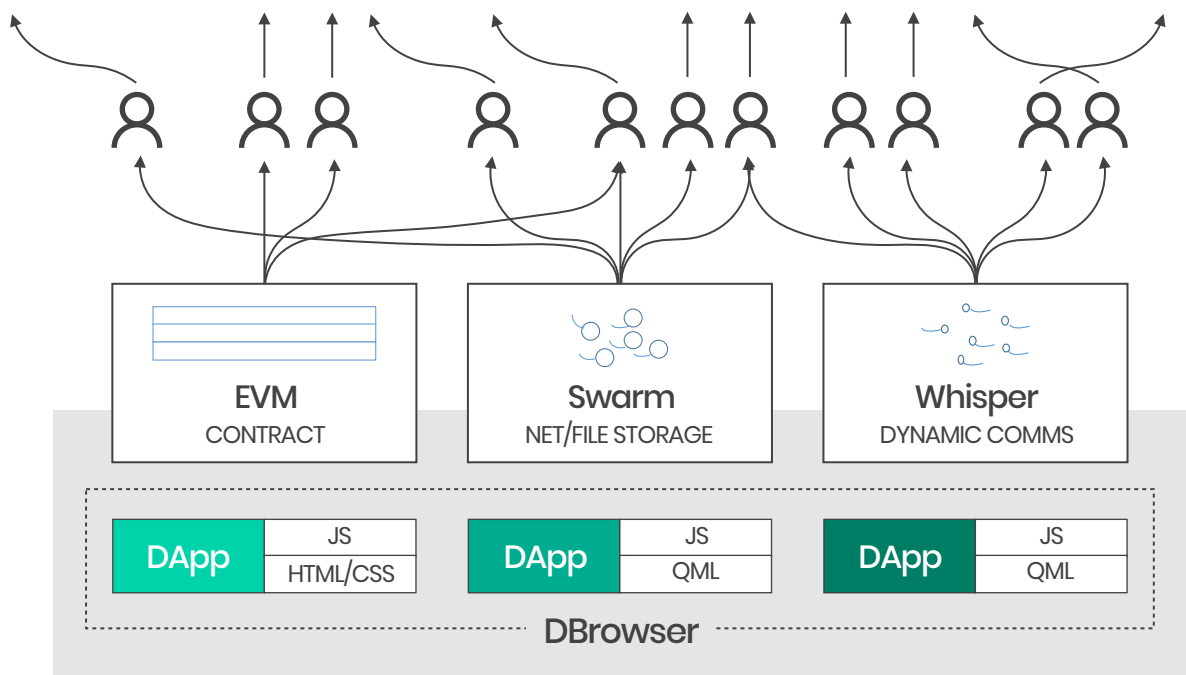 EVM
CONTRACT
Swarm
NET/FILE STORAGE
Whisper
DYNAMIC COMMS
DApp
JS
HTML/CSS
DApp
JS
QML
DApp
JS
QML
DBrowser